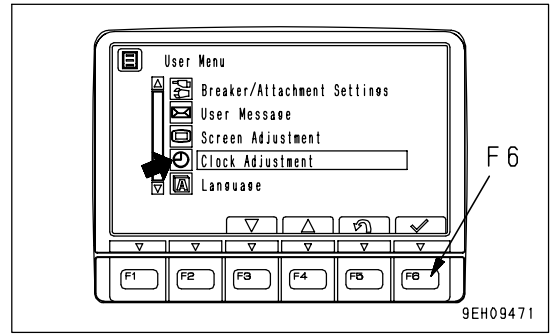 User Menu
Breaker/Attachment Settings
User Message
Screen Adjustment
Clock Adjustment
A Language
F6
F1 F2 F3 F4 F5 F6
9EH09471